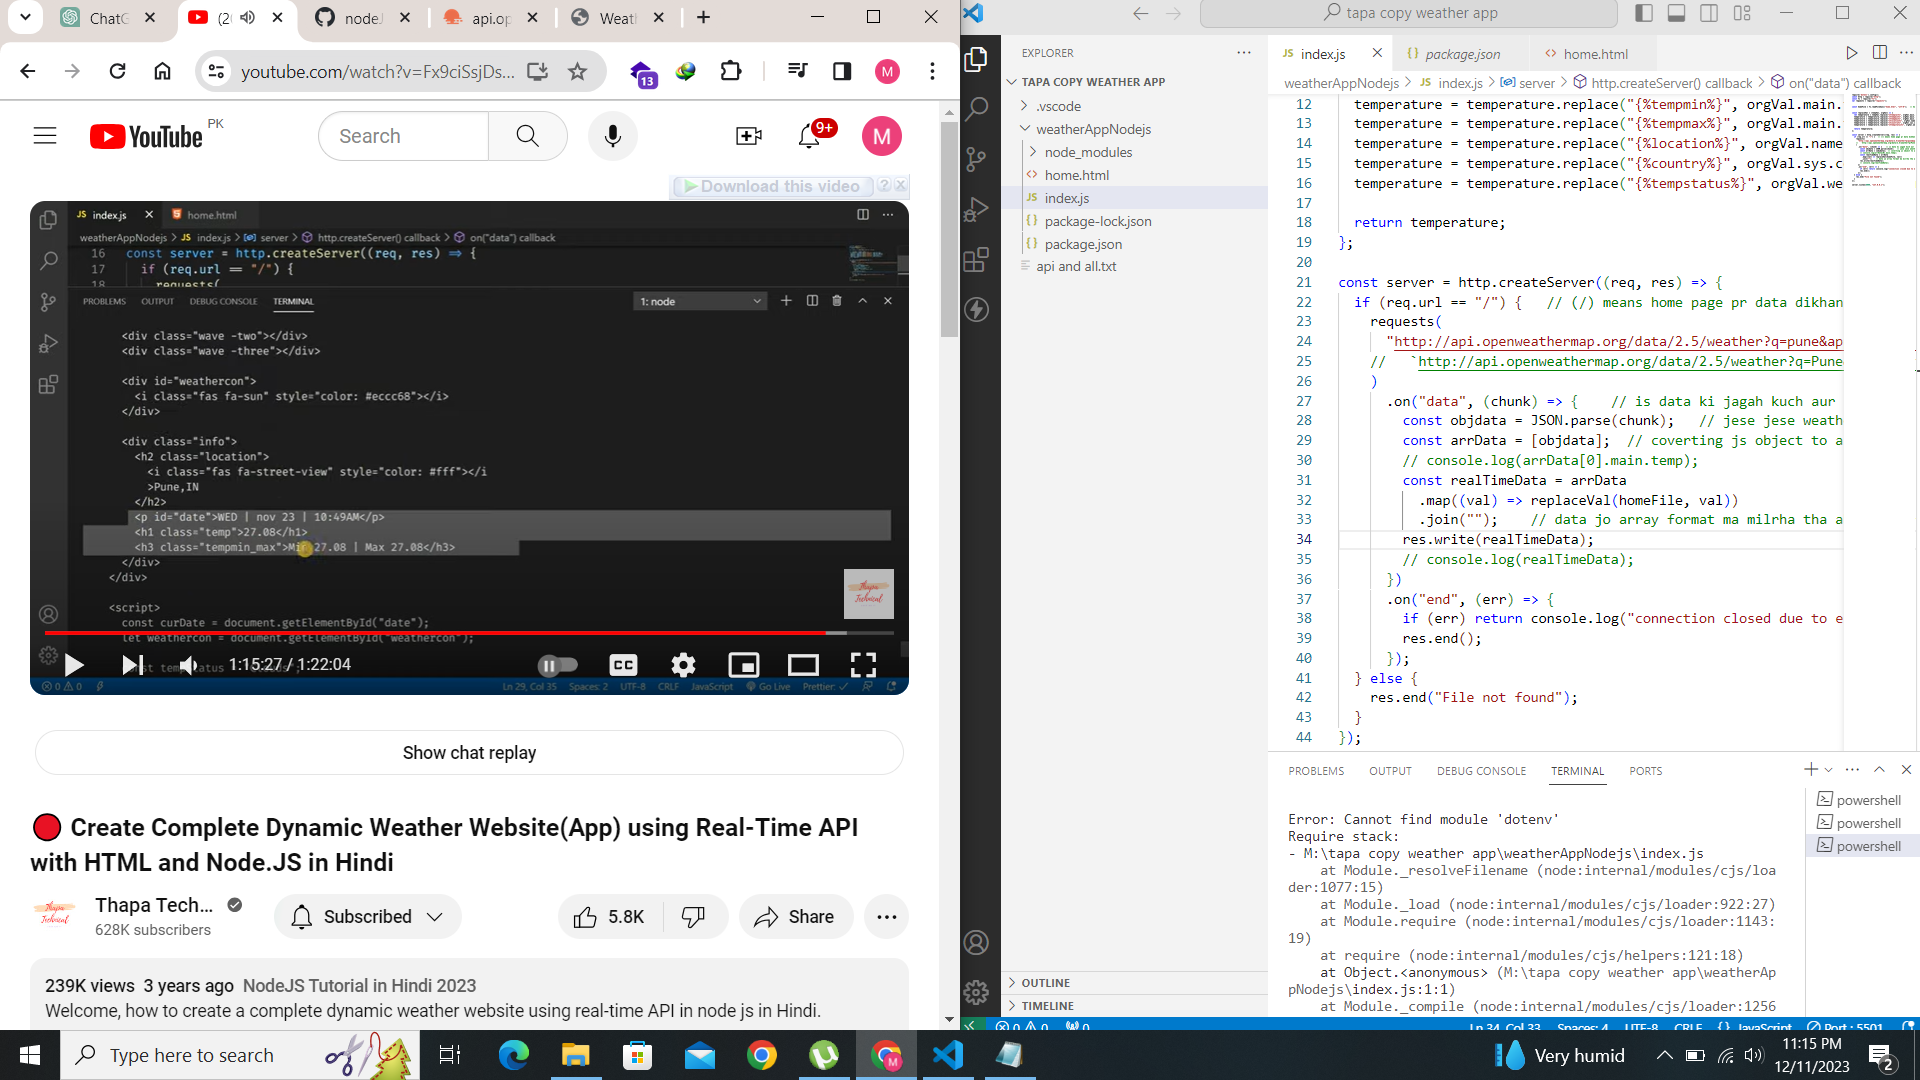 ChatG
(2(
nodeJ
api.op
Weatl
youtube.com/watch?v=Fx9ciSsjDs...
13
M
YouTube PK
Search
9+
M
Download this video
index.js
home.html
weatherAppNodejs > JS index.js > server > http.createServer() callback > on("data") callback
16 const server = http.createServer((req, res) => {
17 if (req.url == "/") {
18 requests(
PROBLEMS OUTPUT DEBUG CONSOLE TERMINAL
1: node
<div class="wave -two"></div>
<div class="wave -three"></div>
<div id="weathercon">
<i class="fas fa-sun" style="color: #eccc68"></i>
</div>
<div class="info">
<h2 class="location">
<i class="fas fa-street-view" style="color: #fff"></i
>Pune,IN
</h2>
<p id="date">WED | nov 23 | 10:49AM</p>
<h1 class="temp">27.08</h1>
<h3 class="tempmin_max">Min 27.08 | Max 27.08</h3>
</div>
</div>
Thapa Technical
<script>
const curDate = document.getElementById("date");
let weathercon = document.getElementById("weathercon");
1:15:27 / 1:22:04
CC
Ln 29, Col 35 Spaces: 2 UTF-8 CRLF JavaScript Go Live Prettier
Show chat replay
Create Complete Dynamic Weather Website(App) using Real-Time API
with HTML and Node.JS in Hindi
Thapa Tech...
628K subscribers
Subscribed
5.8K
Share
239K views 3 years ago NodeJS Tutorial in Hindi 2023
Welcome, how to create a complete dynamic weather website using real-time API in node js in Hindi.
tapa copy weather app
EXPLORER
TAPA COPY WEATHER APP
.vscode
weatherAppNodejs
node_modules
home.html
JS index.js
package-lock.json
package.json
api and all.txt
OUTLINE
TIMELINE
JS index.js
{} package.json
home.html
weatherAppNodejs > JS index.js > server > http.createServer() callback > on("data") callback
12 temperature = temperature.replace("{%tempmin%}", orgVal.main.
13 temperature = temperature.replace("{%tempmax%}", orgVal.main.
14 temperature = temperature.replace("{%location%}", orgVal.name
15 temperature = temperature.replace("{%country%}", orgVal.sys.c
16 temperature = temperature.replace("{%tempstatus%}", orgVal.we
17
18 return temperature;
19 };
20
21 const server = http.createServer((req, res) => {
22 if (req.url == "/") { // (/) means home page pr data dikhan
23 requests(
24 "http://api.openweathermap.org/data/2.5/weather?q=pune&ap
25 // `http://api.openweathermap.org/data/2.5/weather?q=Pune
26 )
27 .on("data", (chunk) => { // is data ki jagah kuch aur
28 const objdata = JSON.parse(chunk); // jese jese weath
29 const arrData = [objdata]; // coverting js object to a
30 // console.log(arrData[0].main.temp);
31 const realTimeData = arrData
32 .map((val) => replaceVal(homeFile, val))
33 .join(""); // data jo array format ma milrha tha a
34 res.write(realTimeData);
35 // console.log(realTimeData);
36 })
37 .on("end", (err) => {
38 if (err) return console.log("connection closed due to e
39 res.end();
40 });
41 } else {
42 res.end("File not found");
43 }
44 });
PROBLEMS OUTPUT DEBUG CONSOLE TERMINAL PORTS
powershell
powershell
powershell
Error: Cannot find module 'dotenv'
Require stack:
- M:\tapa copy weather app\weatherAppNodejs\index.js
at Module._resolveFilename (node:internal/modules/cjs/loa
der:1077:15)
at Module._load (node:internal/modules/cjs/loader:922:27)
at Module.require (node:internal/modules/cjs/loader:1143:
19)
at require (node:internal/modules/cjs/helpers:121:18)
at Object.<anonymous> (M:\tapa copy weather app\weatherAp
pNodejs\index.js:1:1)
at Module._compile (node:internal/modules/cjs/loader:1256
Ln 34, Col 33 Spaces: 4 UTF-8 CRLF {} JavaScript Port : 5501
Type here to search
Very humid
11:15 PM
12/11/2023
2